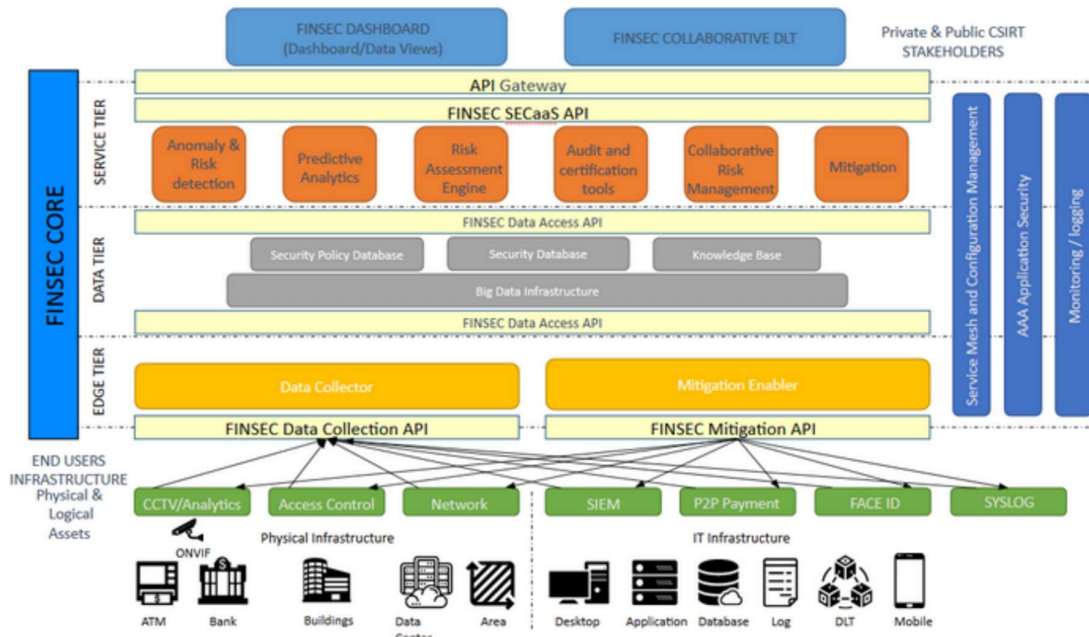 FINSEC DASHBOARD
(Dashboard/Data Views)
FINSEC COLLABORATIVE DLT
Private & Public CSIRT
STAKEHOLDERS
API Gateway
FINSEC SECaaS API
FINSEC CORE
SERVICE TIER
Anomaly &
Risk
detection
Predictive
Analytics
Risk
Assessment
Engine
Audit and
certification
tools
Collaborative
Risk
Management
Mitigation
Service Mesh and Configuration Management
AAA Application Security
Monitoring / logging
FINSEC Data Access API
DATA TIER
Security Policy Database
Security Database
Knowledge Base
Big Data Infrastructure
FINSEC Data Access API
EDGE TIER
Data Collector
Mitigation Enabler
FINSEC Data Collection API
FINSEC Mitigation API
END USERS
INFRASTRUCTURE
Physical &
Logical
Assets
CCTV/Analytics
Access Control
Network
SIEM
P2P Payment
FACE ID
SYSLOG
ONVIF
Physical Infrastructure
IT Infrastructure
ATM
Bank
Buildings
Data
Area
Desktop
Application
Database
Log
DLT
Mobile